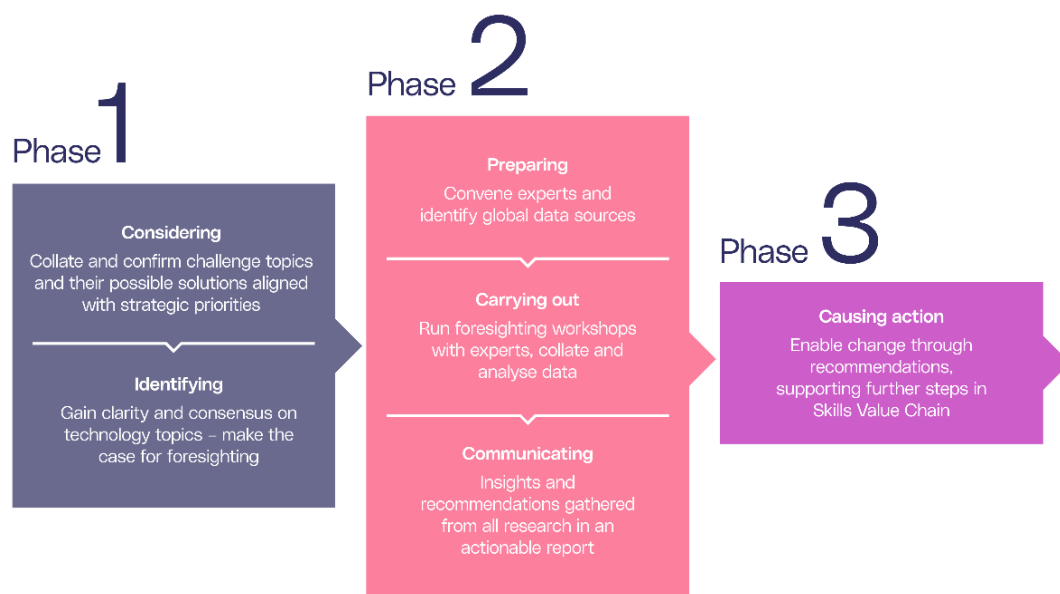 Phase 1
Considering
Collate and confirm challenge topics
and their possible solutions aligned
with strategic priorities
Identifying
Gain clarity and consensus on
technology topics – make the
case for foresighting
Phase 2
Preparing
Convene experts and
identify global data sources
Carrying out
Run foresighting workshops
with experts, collate and
analyse data
Communicating
Insights and
recommendations gathered
from all research in an
actionable report
Phase 3
Causing action
Enable change through
recommendations,
supporting further steps in
Skills Value Chain